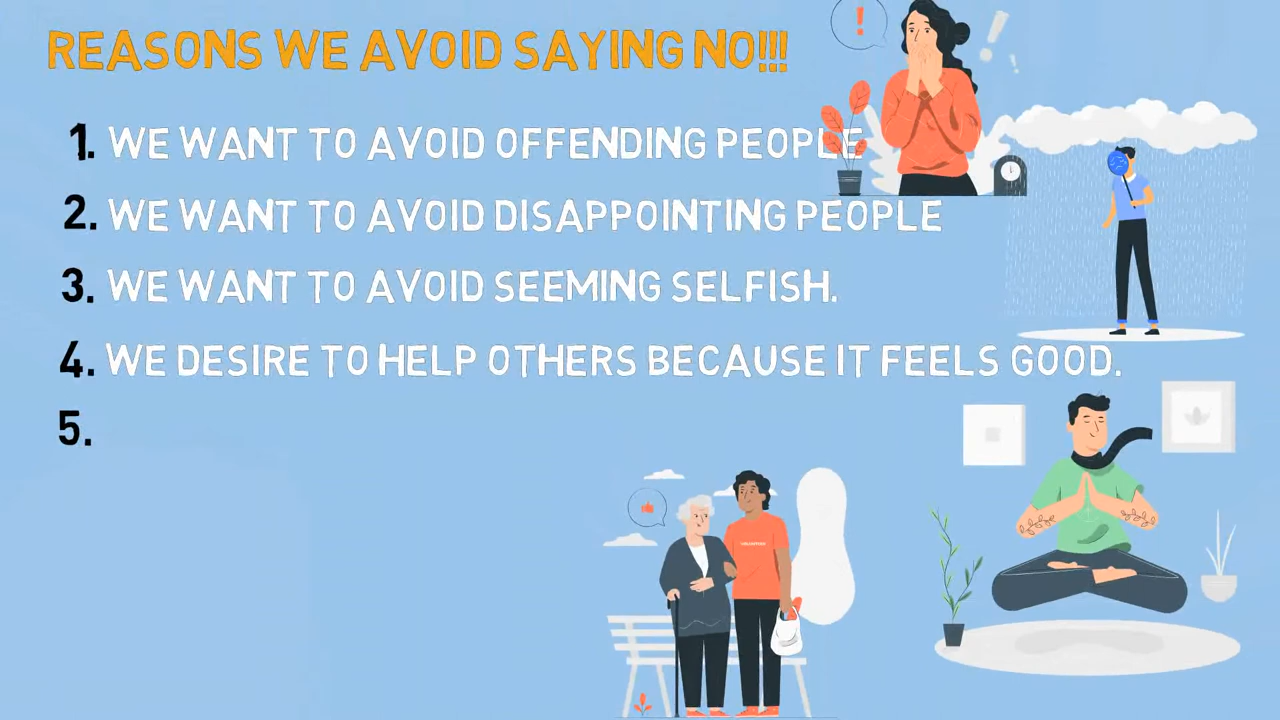 REASONS WE AVOID SAYING NO!!!
1. WE WANT TO AVOID OFFENDING PEOPLE
2. WE WANT TO AVOID DISAPPOINTING PEOPLE
3. WE WANT TO AVOID SEEMING SELFISH.
4. WE DESIRE TO HELP OTHERS BECAUSE IT FEELS GOOD.
5.